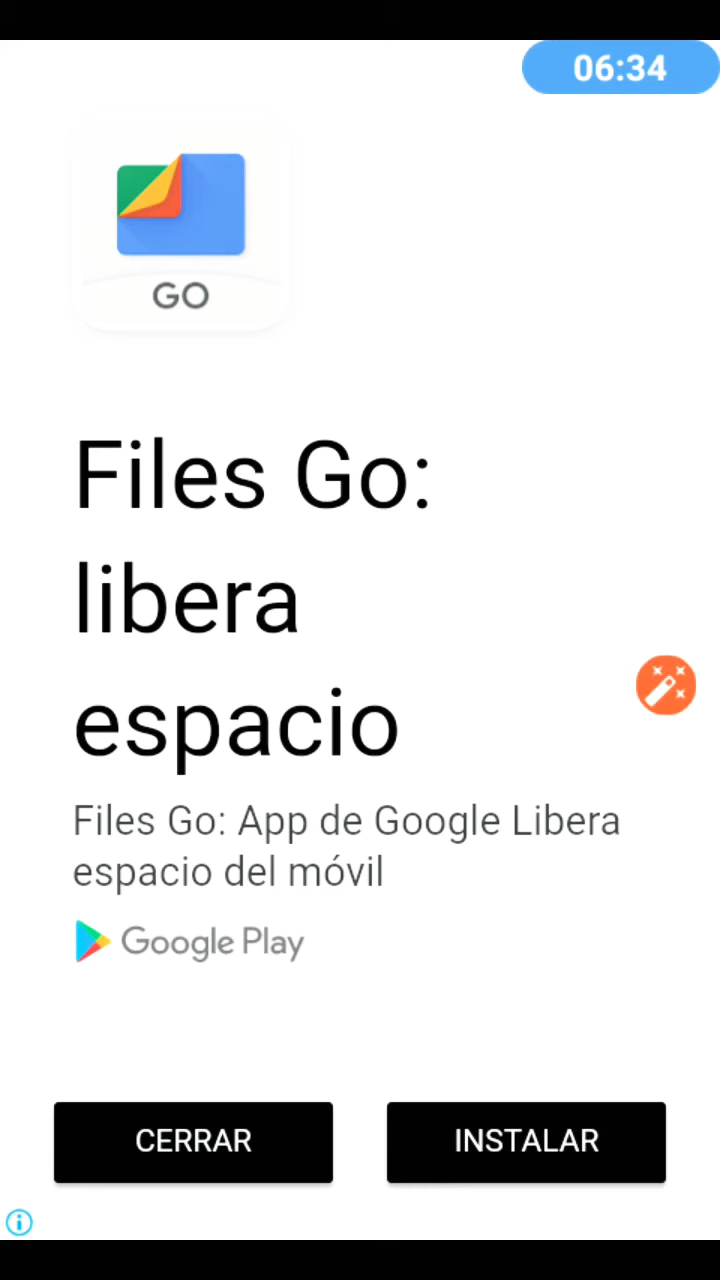 06:34
GO
Files Go:
libera
espacio
Files Go: App de Google Libera
espacio del móvil
Google Play
CERRAR INSTALAR